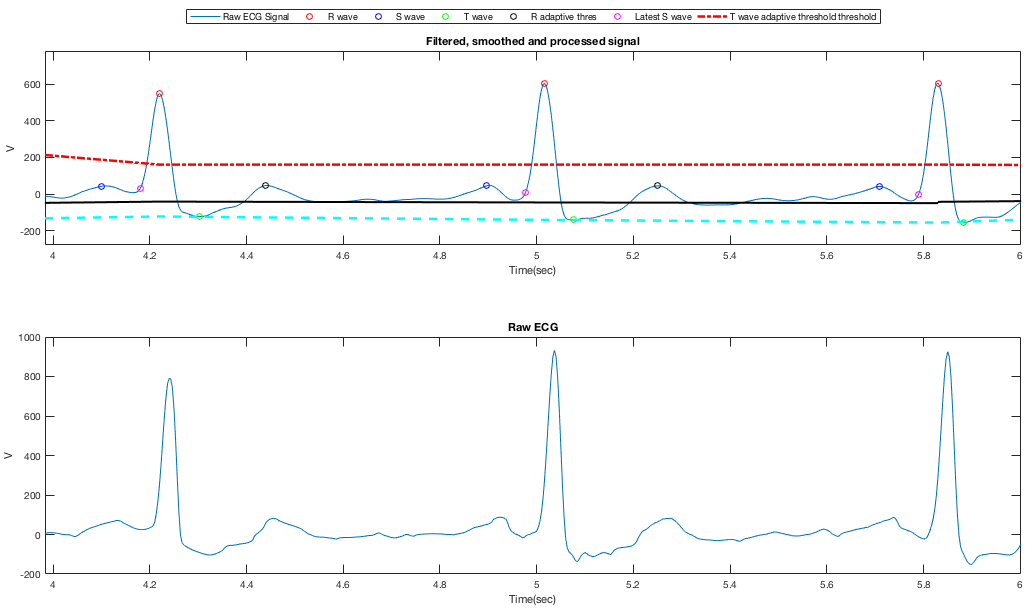 Raw ECG Signal R wave S wave T wave R adaptive thres Latest S wave T wave adaptive threshold threshold
Filtered, smoothed and processed signal
V
600
400
200
0
-200
4 4.2 4.4 4.6 4.8 5 5.2 5.4 5.6 5.8 6
Time(sec)
Raw ECG
V
1000
800
600
400
200
0
-200
4 4.2 4.4 4.6 4.8 5 5.2 5.4 5.6 5.8 6
Time(sec)